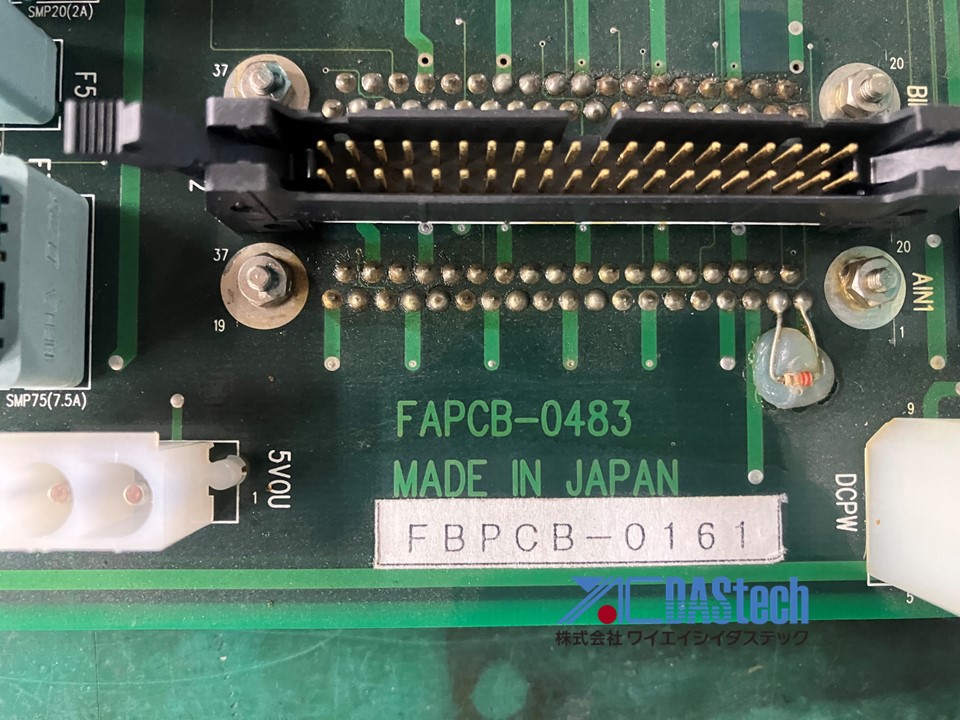 SMP20(2A)
F5
37
20
37
20
AIN1
19
1
SMP75(7.5A)
FAPCB-0483
9
MADE IN JAPAN
5VOU
1
DCPW
FBPCB-0161
5
DAStech
株式会社 ワイエイシイダステック